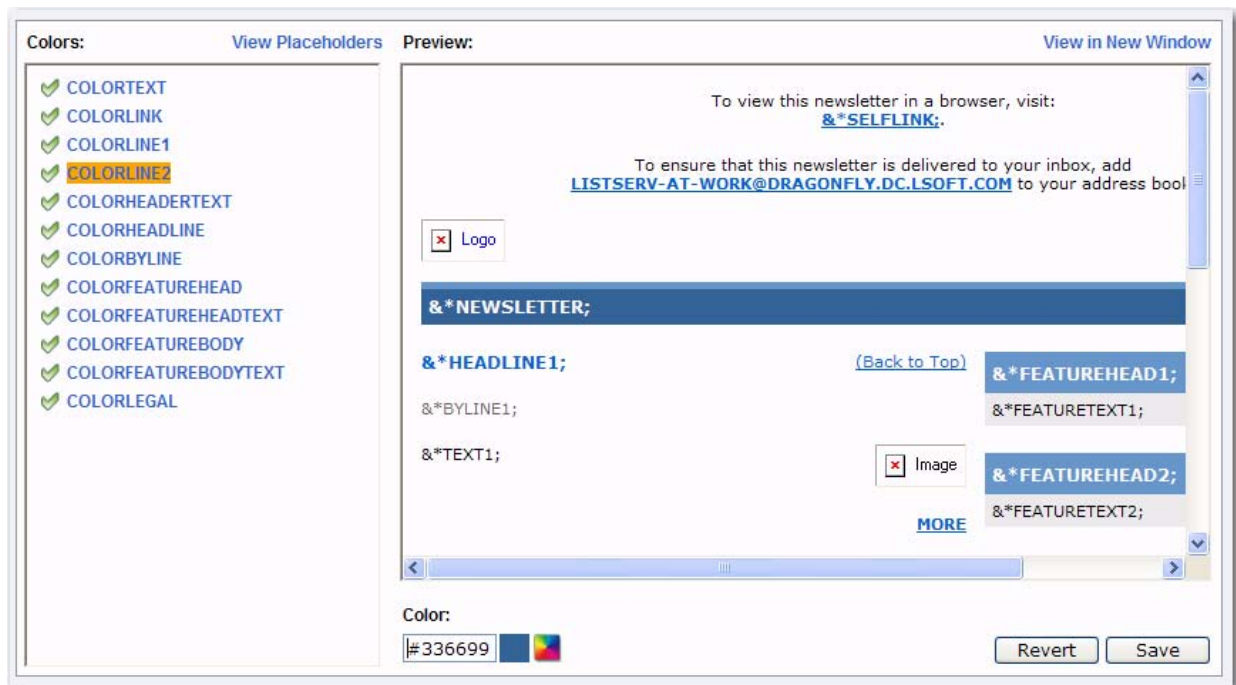 Colors: View Placeholders
COLORTEXT
COLORLINK
COLORLINE1
COLORLINE2
COLORHEADERTEXT
COLORHEADLINE
COLORBYLINE
COLORFEATUREHEAD
COLORFEATUREHEADTEXT
COLORFEATUREBODY
COLORFEATUREBODYTEXT
COLORLEGAL
Preview: View in New Window
To view this newsletter in a browser, visit:
&*SELFLINK;.
To ensure that this newsletter is delivered to your inbox, add
LISTSERV-AT-WORK@DRAGONFLY.DC.LSOFT.COM to your address book
Logo
&*NEWSLETTER;
&*HEADLINE1; (Back to Top)
&*BYLINE1;
&*TEXT1;
Image
MORE
&*FEATUREHEAD1;
&*FEATURETEXT1;
&*FEATUREHEAD2;
&*FEATURETEXT2;
Color:
#336699
Revert Save